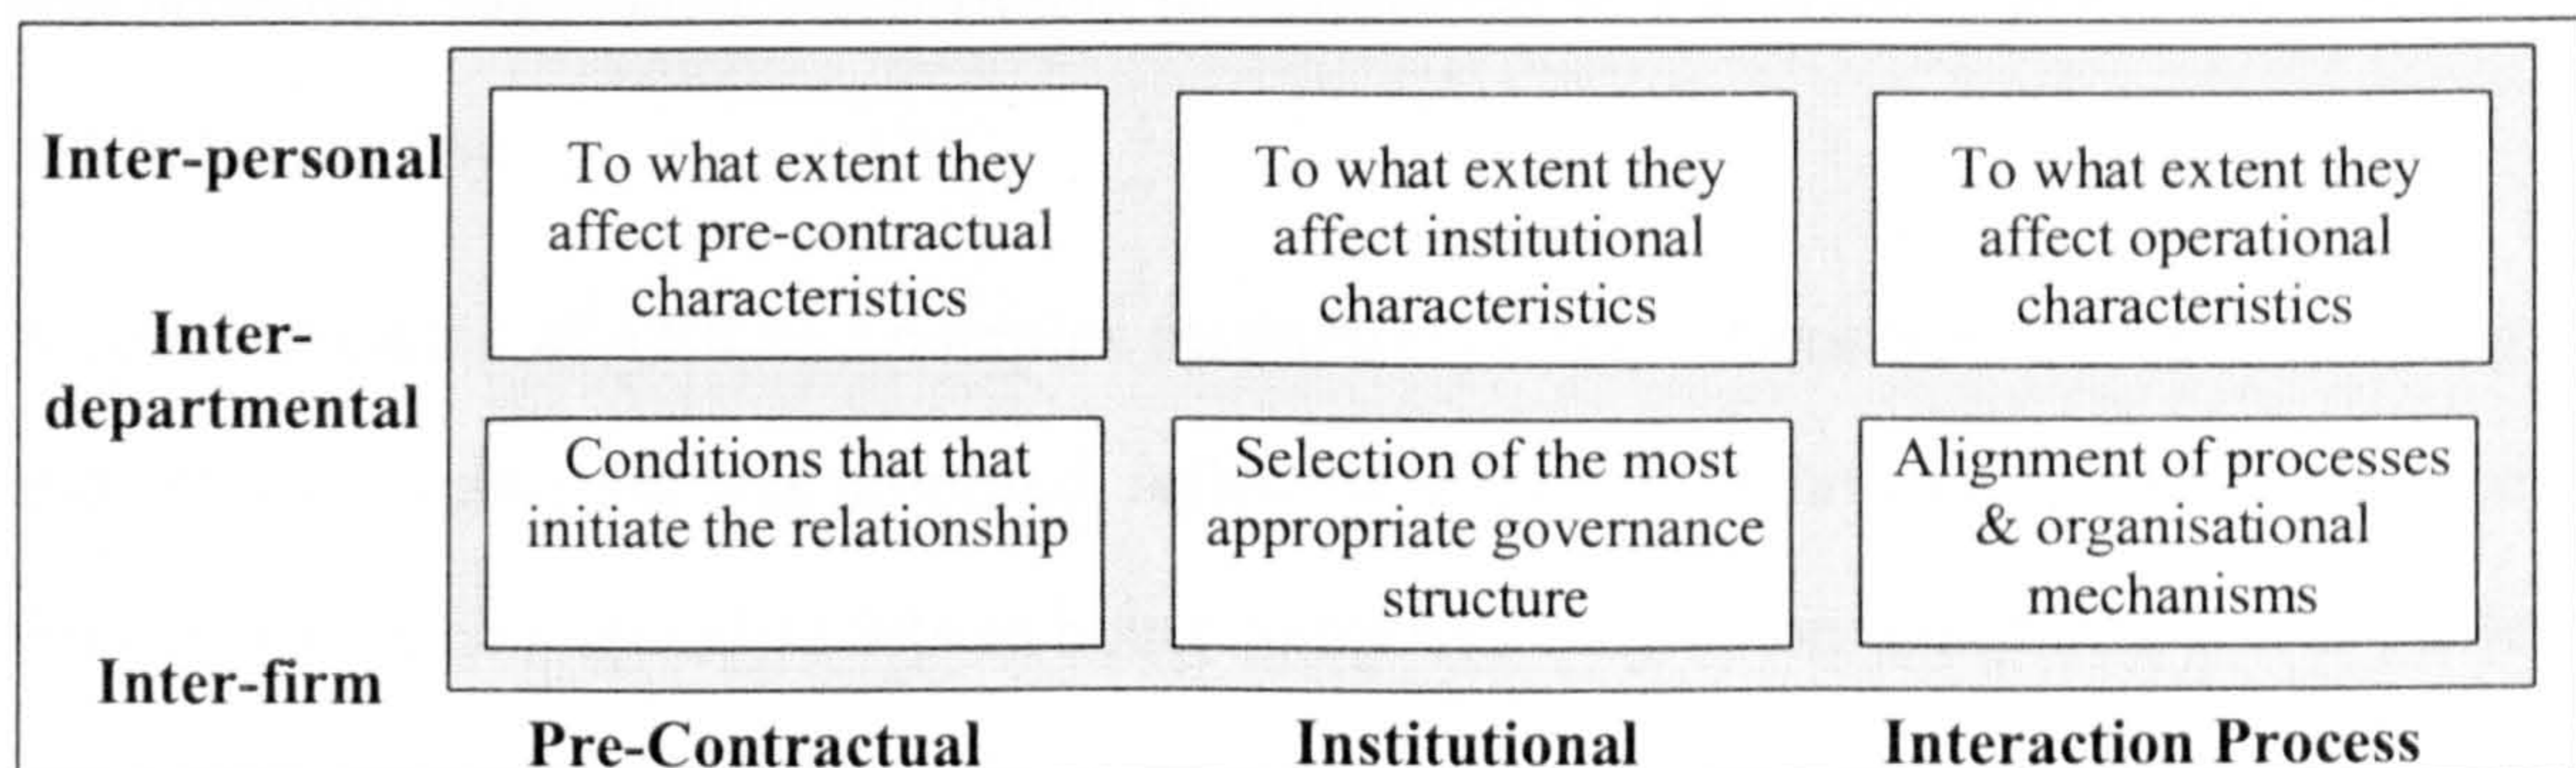 Inter-personal
To what extent they
affect pre-contractual
characteristics
To what extent they
affect institutional
characteristics
To what extent they
affect operational
characteristics
Inter-
departmental
Conditions that that
initiate the relationship
Selection of the most
appropriate governance
structure
Alignment of processes
& organisational
mechanisms
Inter-firm
Pre-Contractual
Institutional
Interaction Process